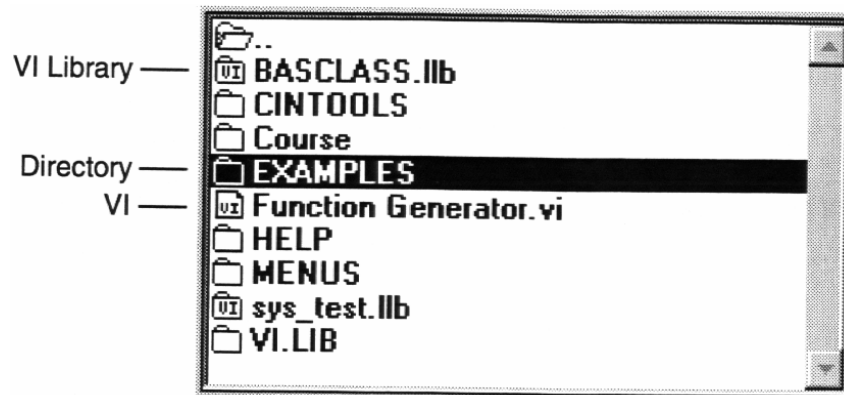 ..
VI Library BASCLASS.llb
CINTOOLS
Course
Directory EXAMPLES
VI Function Generator.vi
HELP
MENUS
sys_test.llb
VI.LIB